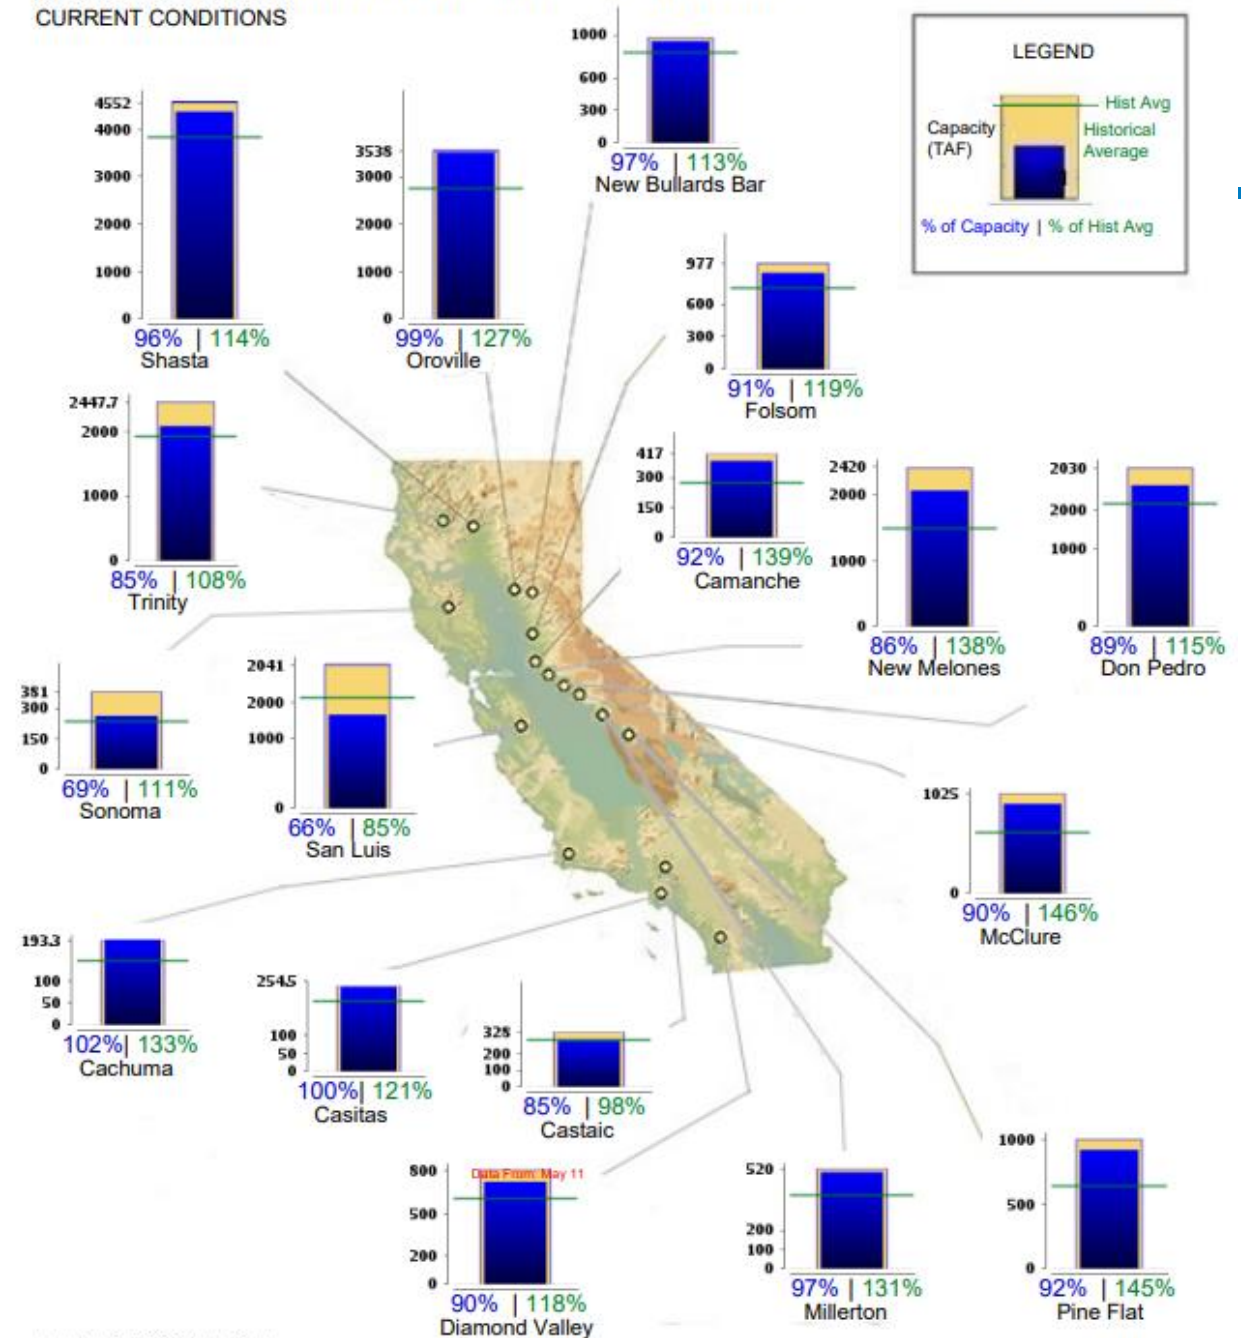 CURRENT CONDITIONS
LEGEND
Hist Avg
Capacity
(TAF)
Historical
Average
% of Capacity | % of Hist Avg
1000
600
300
0
97% | 113%
New Bullards Bar
4552
4000
3000
2000
1000
0
96% | 114%
Shasta
3538
3000
2000
1000
0
99% | 127%
Oroville
977
600
300
0
91% | 119%
Folsom
2447.7
2000
1000
0
85% | 108%
Trinity
417
300
150
0
92% | 139%
Camanche
2420
2000
1000
0
86% | 138%
New Melones
2030
2000
1000
0
89% | 115%
Don Pedro
381
300
150
0
69% | 111%
Sonoma
2041
2000
1000
0
66% | 85%
San Luis
1025
0
90% | 146%
McClure
193.3
100
50
0
102% | 133%
Cachuma
254.5
100
50
0
100% | 121%
Casitas
325
200
100
0
85% | 98%
Castaic
800
500
200
0
Data From: May 11
90% | 118%
Diamond Valley
520
200
100
0
97% | 131%
Millerton
1000
500
0
92% | 145%
Pine Flat